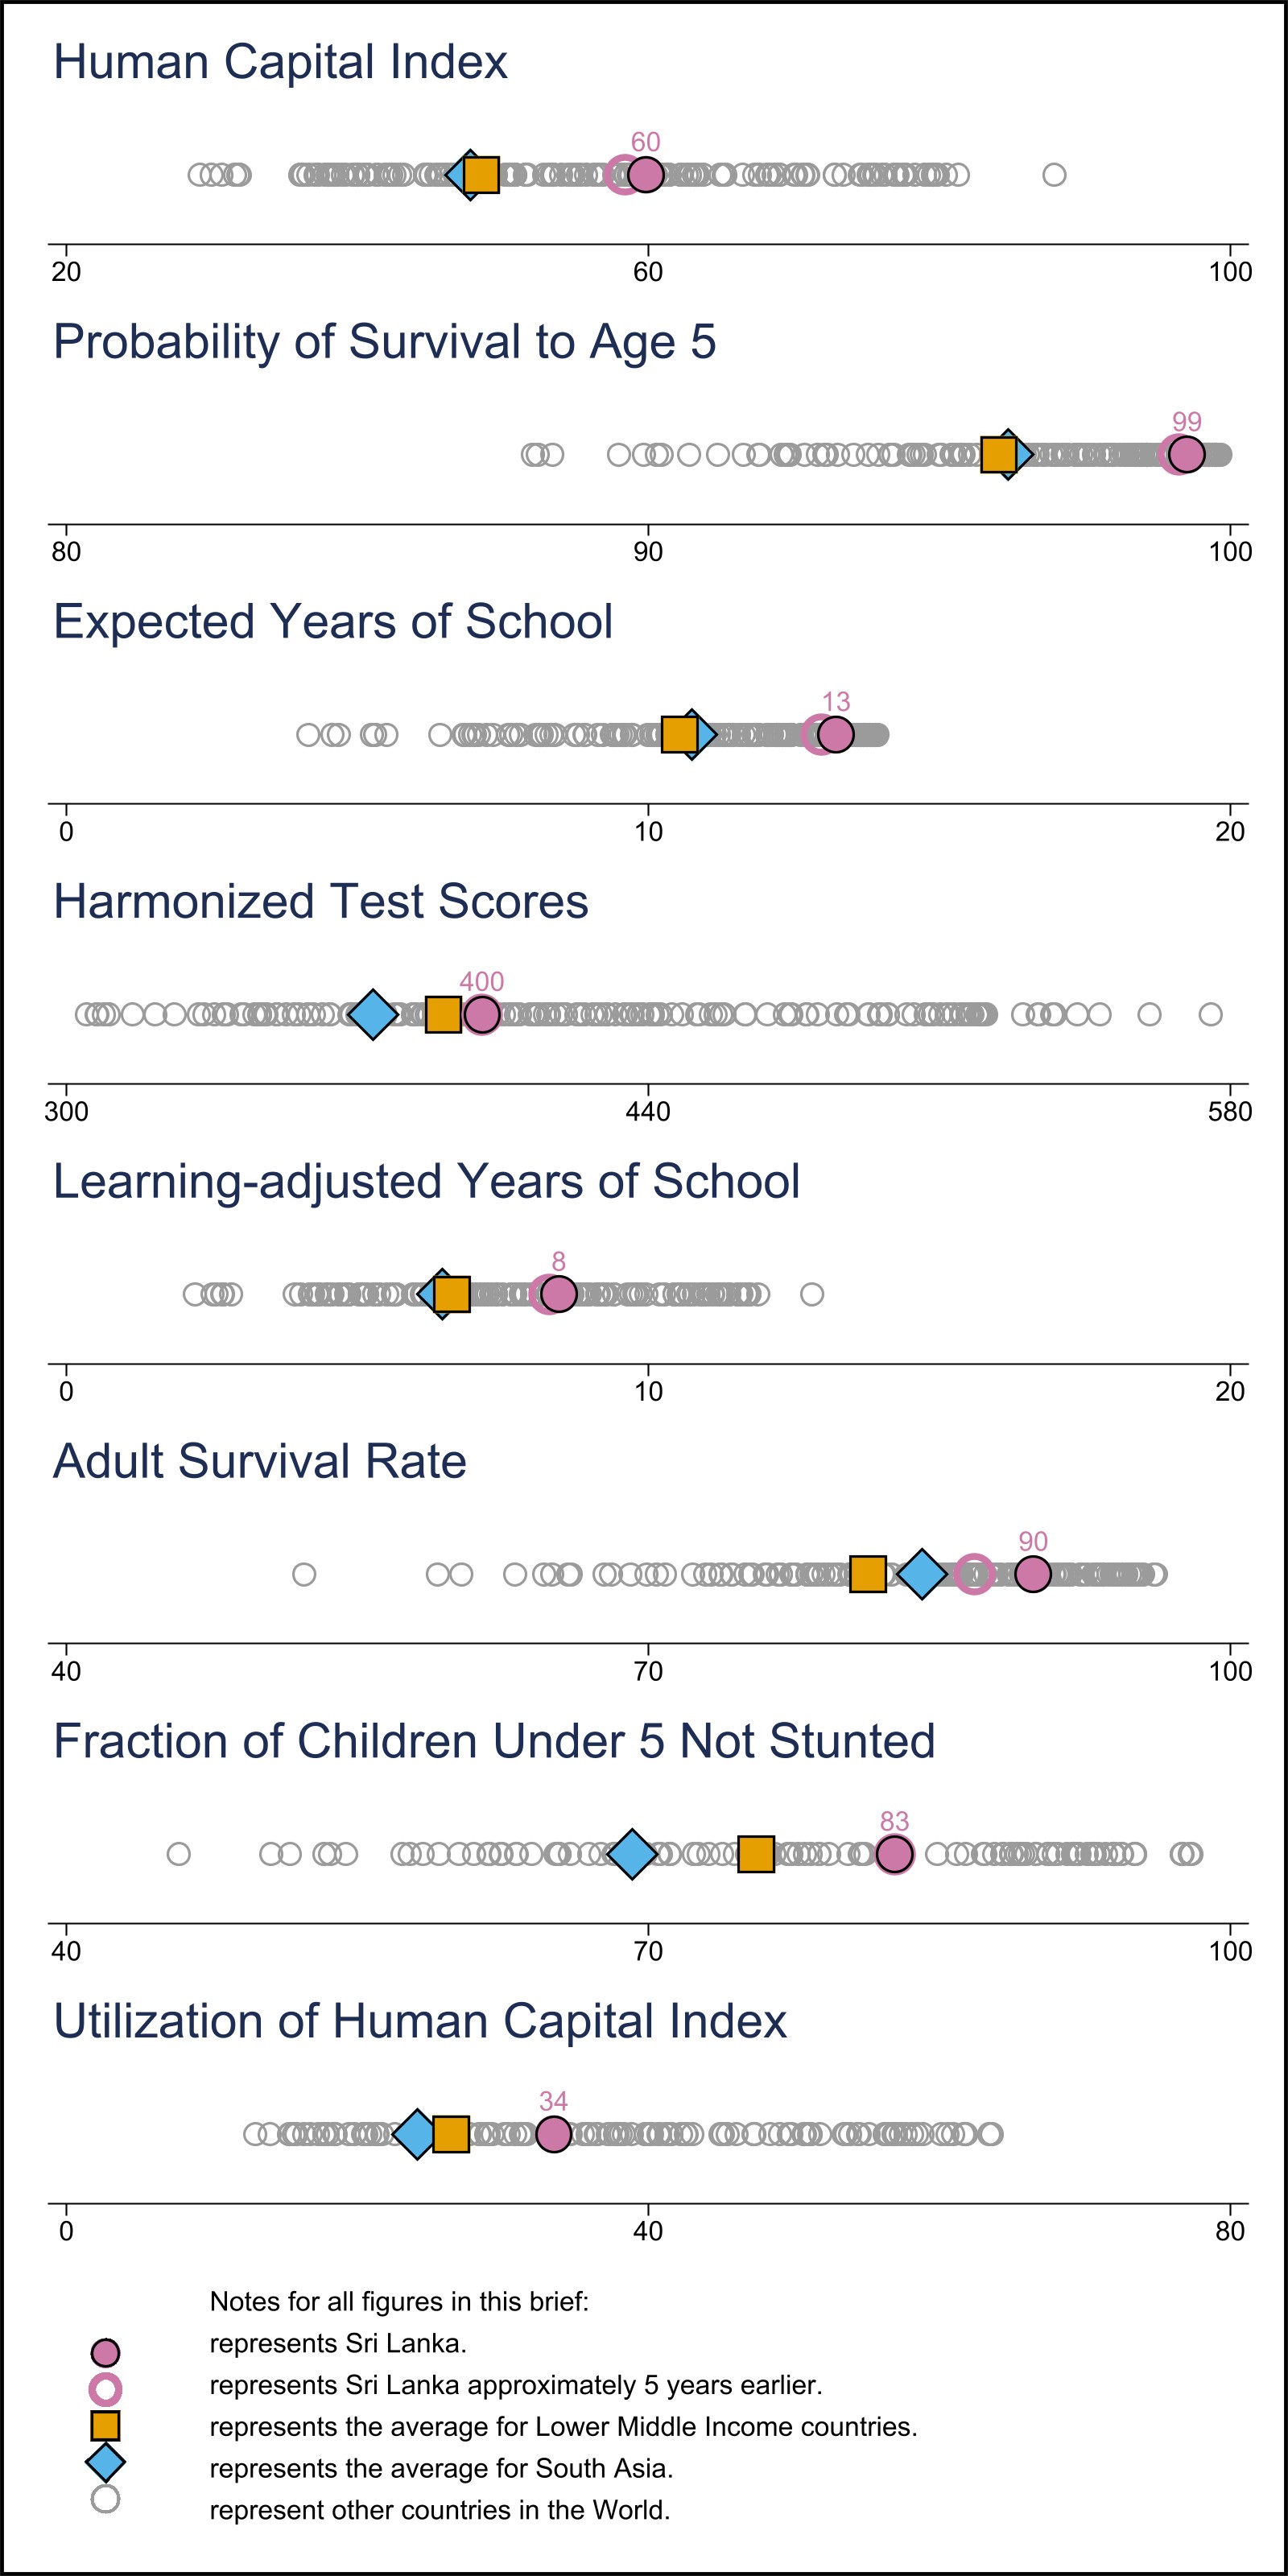 Human Capital Index
60
20 60 100
Probability of Survival to Age 5
99
80 90 100
Expected Years of School
13
0 10 20
Harmonized Test Scores
400
300 440 580
Learning-adjusted Years of School
8
0 10 20
Adult Survival Rate
90
40 70 100
Fraction of Children Under 5 Not Stunted
83
40 70 100
Utilization of Human Capital Index
34
0 40 80
Notes for all figures in this brief:
represents Sri Lanka.
represents Sri Lanka approximately 5 years earlier.
represents the average for Lower Middle Income countries.
represents the average for South Asia.
represent other countries in the World.